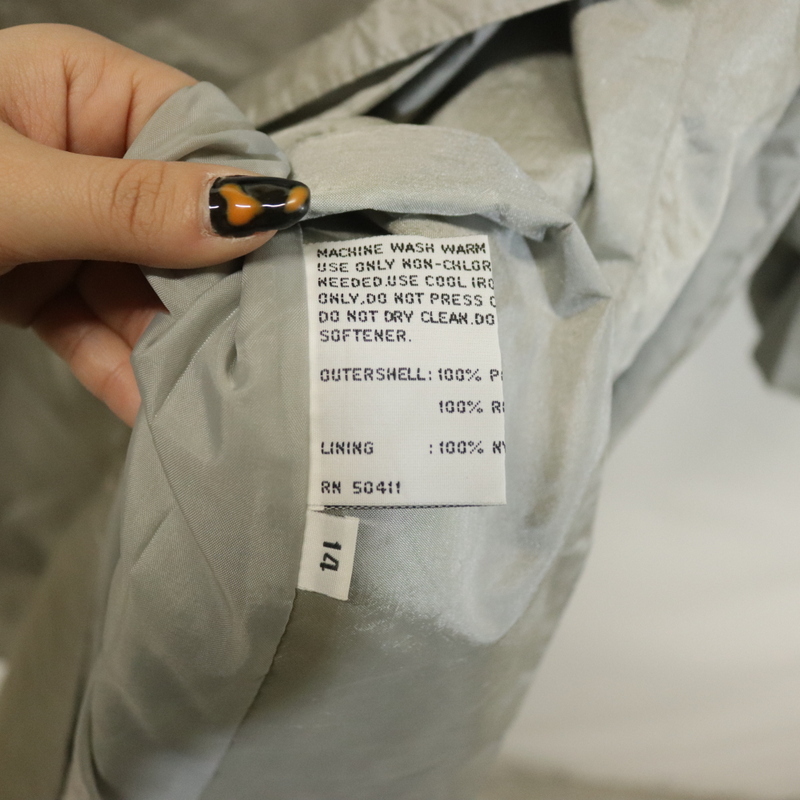 MACHINE WASH WARM
USE ONLY NON-CHLOR
NEEDED.USE COOL IRO
ONLY,DO NOT PRESS
DO NOT DRY CLEAN.DO
SOFTENER.
OUTERSHELL:100% P
100% R
LINING :100% NY
RN 50411
14